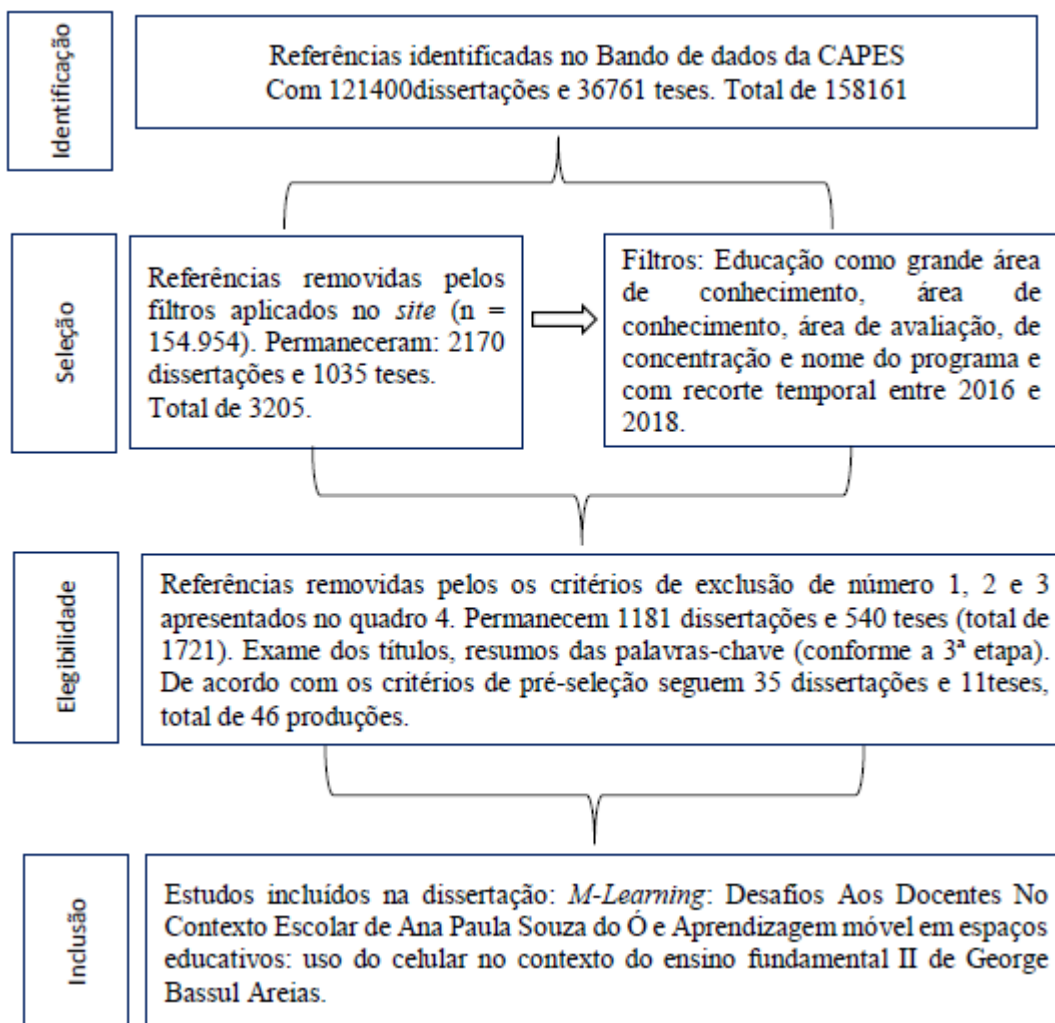 Identificação
Referências identificadas no Bando de dados da CAPES
Com 121400dissertações e 36761 teses. Total de 158161
Seleção
Referências removidas pelos
filtros aplicados no site (n =
154.954). Permaneceram: 2170
dissertações e 1035 teses.
Total de 3205.
Filtros: Educação como grande área
de conhecimento, área de
conhecimento, área de avaliação, de
concentração e nome do programa e
com recorte temporal entre 2016 e
2018.
Elegibilidade
Referências removidas pelos os critérios de exclusão de número 1, 2 e 3
apresentados no quadro 4. Permanecem 1181 dissertações e 540 teses (total de
1721). Exame dos títulos, resumos das palavras-chave (conforme a 3ª etapa).
De acordo com os critérios de pré-seleção seguem 35 dissertações e 11teses,
total de 46 produções.
Inclusão
Estudos incluídos na dissertação: M-Learning: Desafios Aos Docentes No
Contexto Escolar de Ana Paula Souza do Ó e Aprendizagem móvel em espaços
educativos: uso do celular no contexto do ensino fundamental II de George
Bassul Areias.